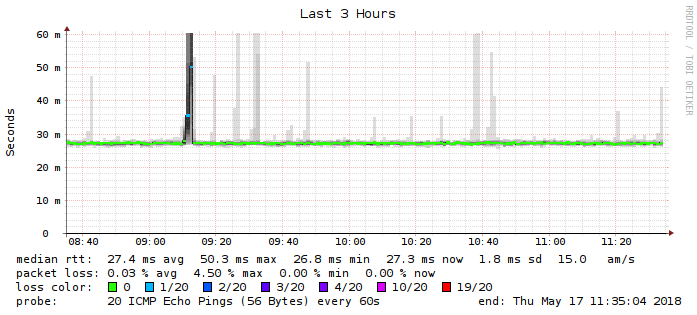 Last 3 Hours
RRDTOOL / TOBI OETIKER
Seconds
60 m
50 m
40 m
30 m
20 m
10 m
0
08:40 09:00 09:20 09:40 10:00 10:20 10:40 11:00 11:20
median rtt: 27.4 ms avg 50.3 ms max 26.8 ms min 27.3 ms now 1.8 ms sd 15.0 am/s
packet loss: 0.03 % avg 4.50 % max 0.00 % min 0.00 % now
loss color: 0 1/20 2/20 3/20 4/20 10/20 19/20
probe: 20 ICMP Echo Pings (56 Bytes) every 60s end: Thu May 17 11:35:04 2018